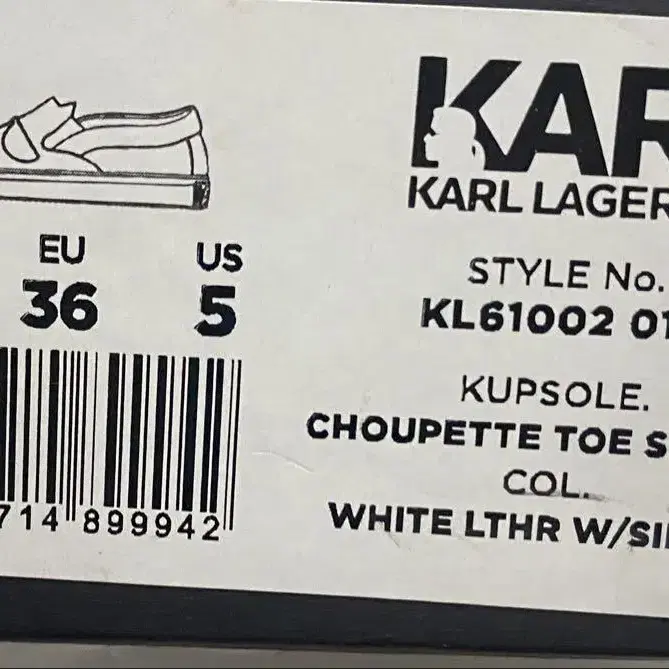 KAR
KARL LAGER
EU US
36 5
STYLE No.
KL61002 01
KUPSOLE.
CHOUPETTE TOE S
COL.
WHITE LTHR W/SI
714 899942